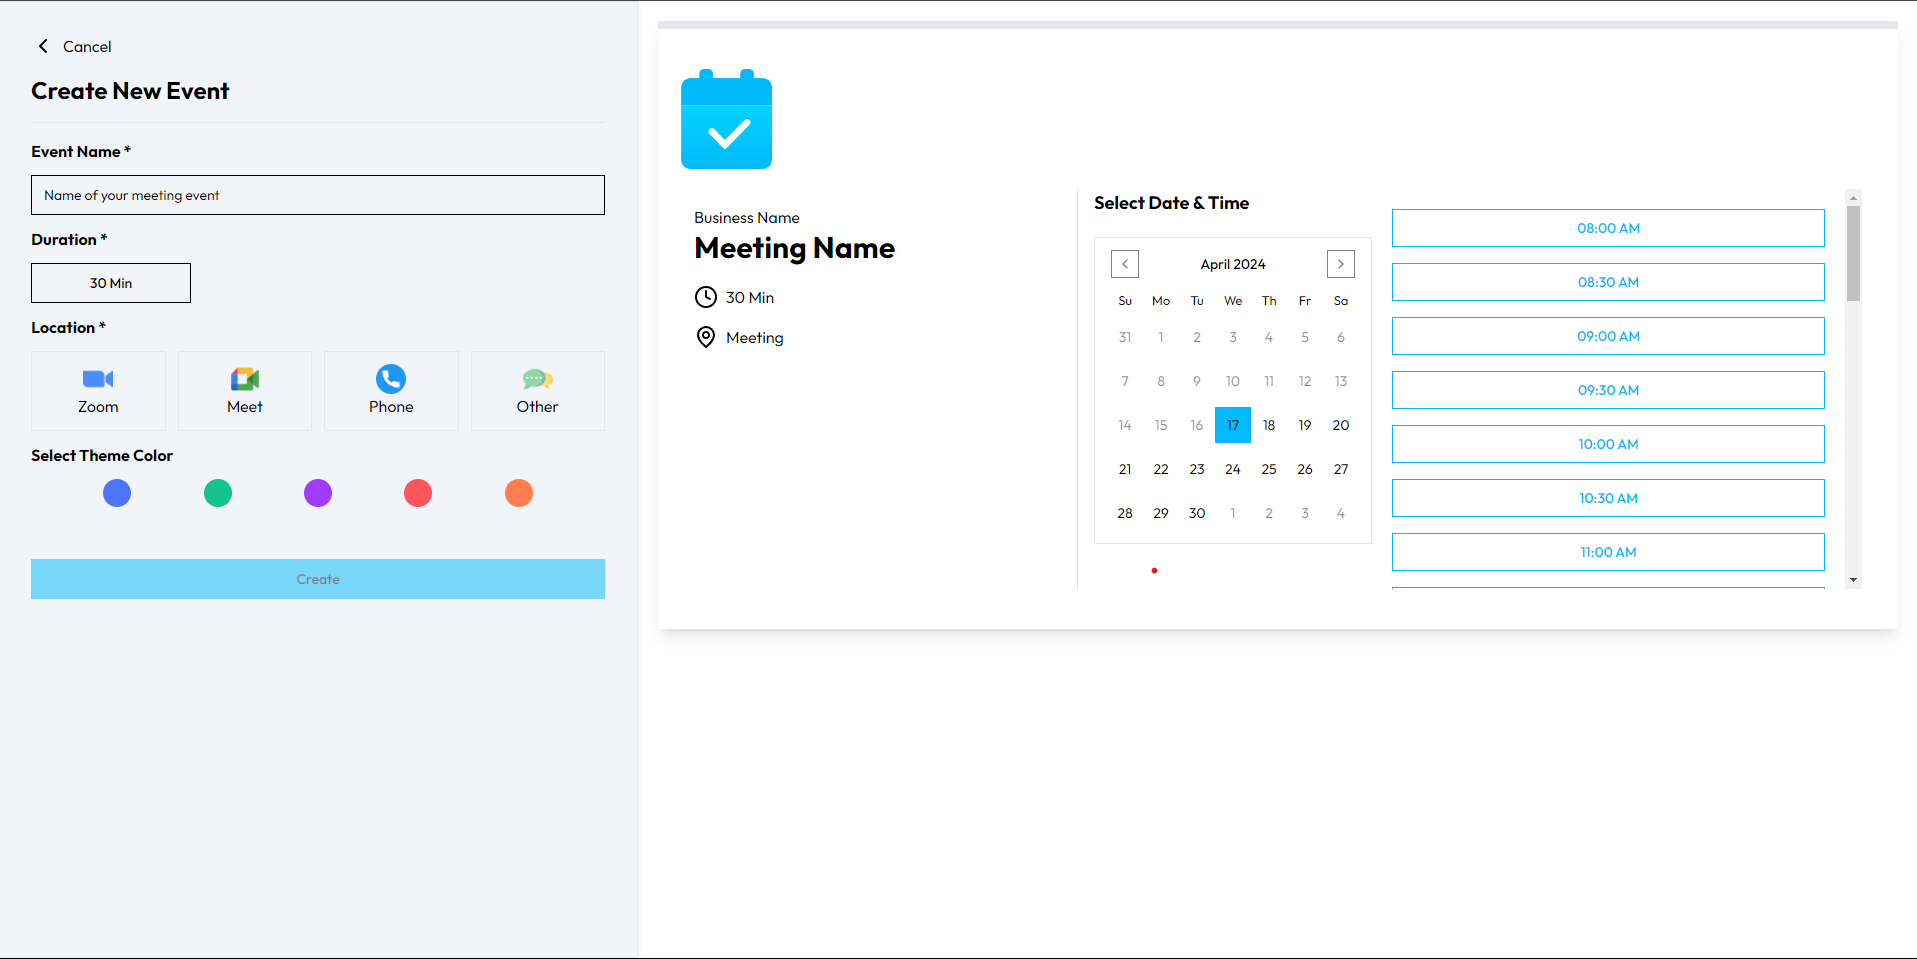 Cancel
Create New Event
Event Name *
Name of your meeting event
Duration *
30 Min
Location *
Zoom Meet Phone Other
Select Theme Color
Create
Business Name
Meeting Name
30 Min
Meeting
Select Date & Time
April 2024
Su Mo Tu We Th Fr Sa
31 1 2 3 4 5 6
7 8 9 10 11 12 13
14 15 16 17 18 19 20
21 22 23 24 25 26 27
28 29 30 1 2 3 4
08:00 AM
08:30 AM
09:00 AM
09:30 AM
10:00 AM
10:30 AM
11:00 AM